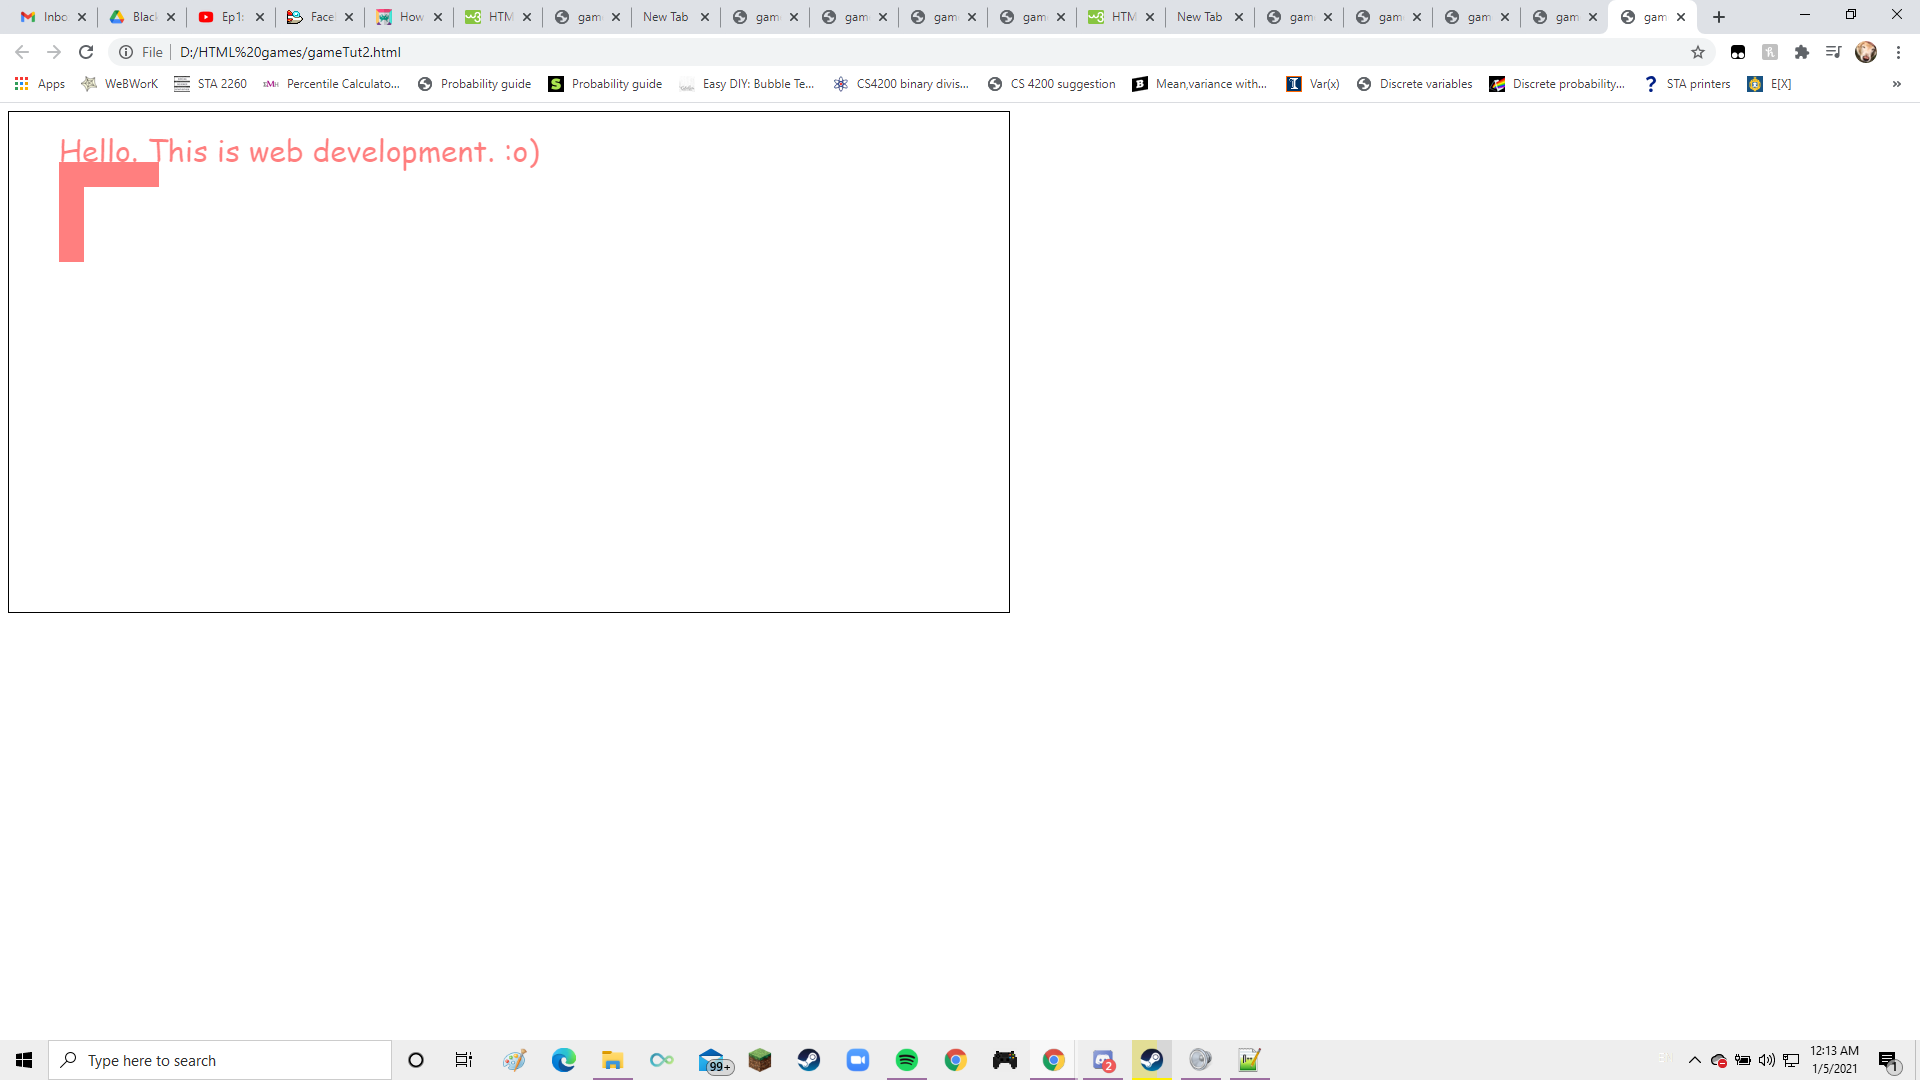 Inbo
Blac
Ep1:
Face
How
HTM
gam
New Tab
gam
gam
gam
gam
HTM
New Tab
gam
gam
gam
gam
gam
File
D:/HTML%20games/gameTut2.html
Apps
WeBWorK
STA 2260
Percentile Calculato...
Probability guide
Probability guide
Easy DIY: Bubble Te...
CS4200 binary divis...
CS 4200 suggestion
Mean,variance with...
Var(x)
Discrete variables
Discrete probability...
STA printers
E[X]
»
Hello. This is web development. :o)
Type here to search
99+
2
12:13 AM
1/5/2021
1